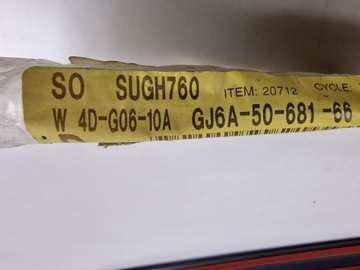 SO SUGH760 ITEM: 20712 CYCLE:
W 4D-G06-10A GJ6A-50-681 -66